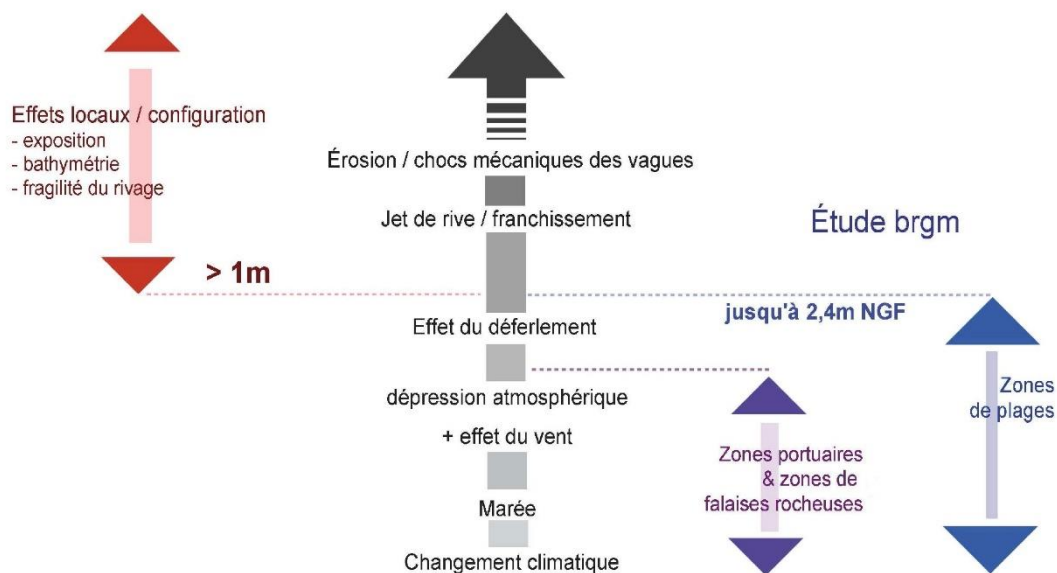 Effets locaux / configuration
- exposition
- bathymétrie
- fragilité du rivage
> 1m
Érosion / chocs mécaniques des vagues
Jet de rive / franchissement
Effet du déferlement
dépression atmosphérique
+ effet du vent
Marée
Changement climatique
Étude brgm
jusqu'à 2,4m NGF
Zones portuaires
& zones de
falaises rocheuses
Zones
de plages